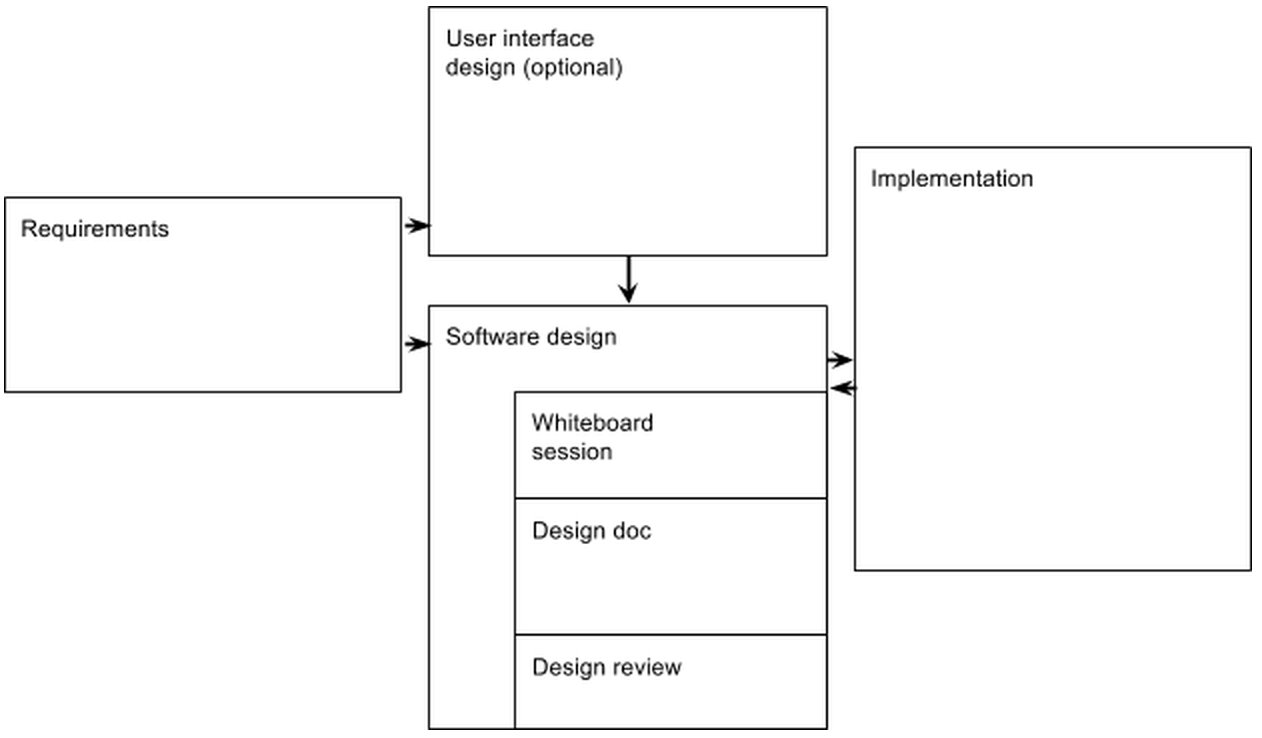 User interface
design (optional)
Implementation
Requirements
Software design
Whiteboard
session
Design doc
Design review